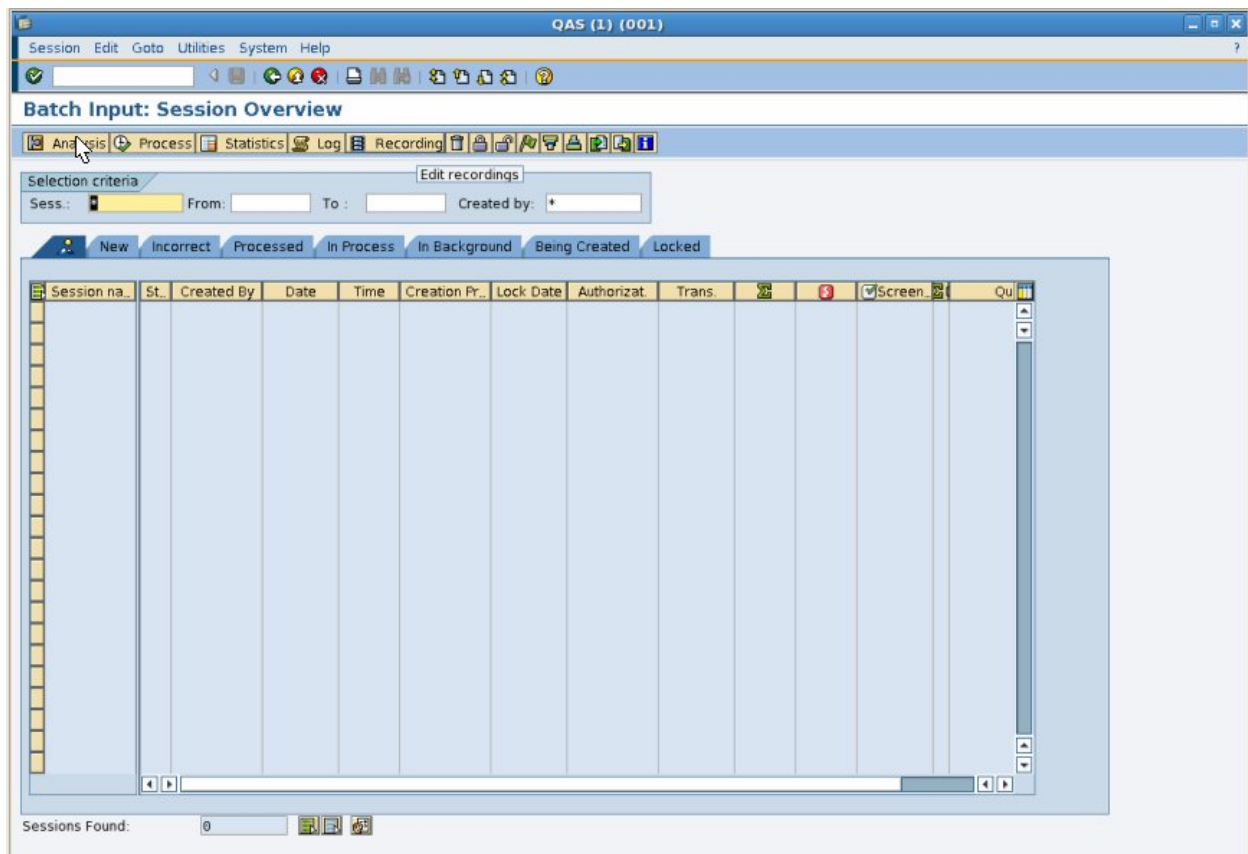 QAS (1) (001)
Session Edit Goto Utilities System Help ?
Batch Input: Session Overview
Analysis Process Statistics Log Recording
Edit recordings
Selection criteria
Sess.: * From: To : Created by: *
New Incorrect Processed In Process In Background Being Created Locked
Session na.. St.. Created By Date Time Creation Pr.. Lock Date Authorizat. Trans. Screen.. Qu
Sessions Found: 0